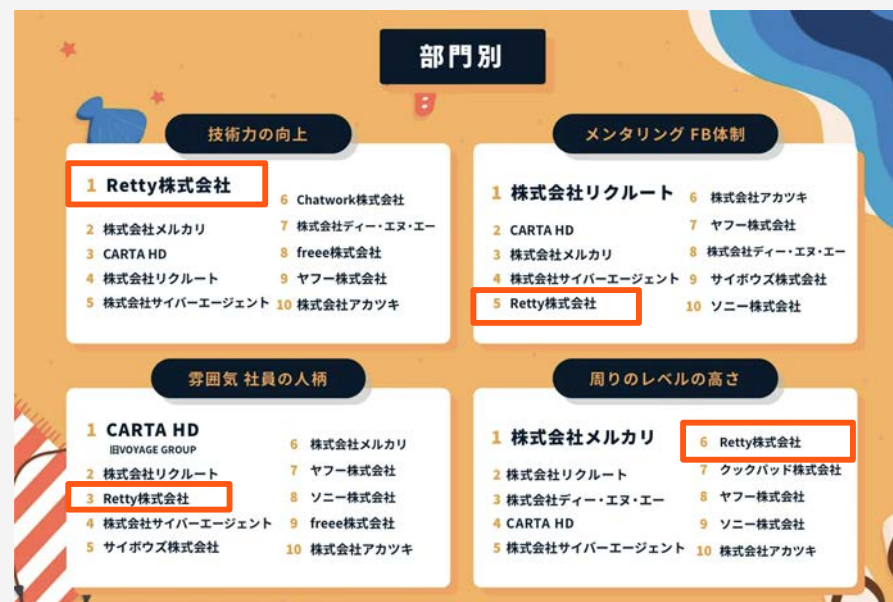 部門別
技術力の向上
1 Retty株式会社
2 株式会社メルカリ
3 CARTA HD
4 株式会社リクルート
5 株式会社サイバーエージェント
6 Chatwork株式会社
7 株式会社ディー・エヌ・エー
8 freee株式会社
9 ヤフー株式会社
10 株式会社アカツキ
メンタリング FB体制
1 株式会社リクルート
2 CARTA HD
3 株式会社メルカリ
4 株式会社サイバーエージェント
5 Retty株式会社
6 株式会社アカツキ
7 ヤフー株式会社
8 株式会社ディー・エヌ・エー
9 サイボウズ株式会社
10 ソニー株式会社
雰囲気 社員の人柄
1 CARTA HD
旧VOYAGE GROUP
2 株式会社リクルート
3 Retty株式会社
4 株式会社サイバーエージェント
5 サイボウズ株式会社
6 株式会社メルカリ
7 ヤフー株式会社
8 ソニー株式会社
9 freee株式会社
10 株式会社アカツキ
周りのレベルの高さ
1 株式会社メルカリ
2 株式会社リクルート
3 株式会社ディー・エヌ・エー
4 CARTA HD
5 株式会社サイバーエージェント
6 Retty株式会社
7 クックパッド株式会社
8 ヤフー株式会社
9 ソニー株式会社
10 株式会社アカツキ